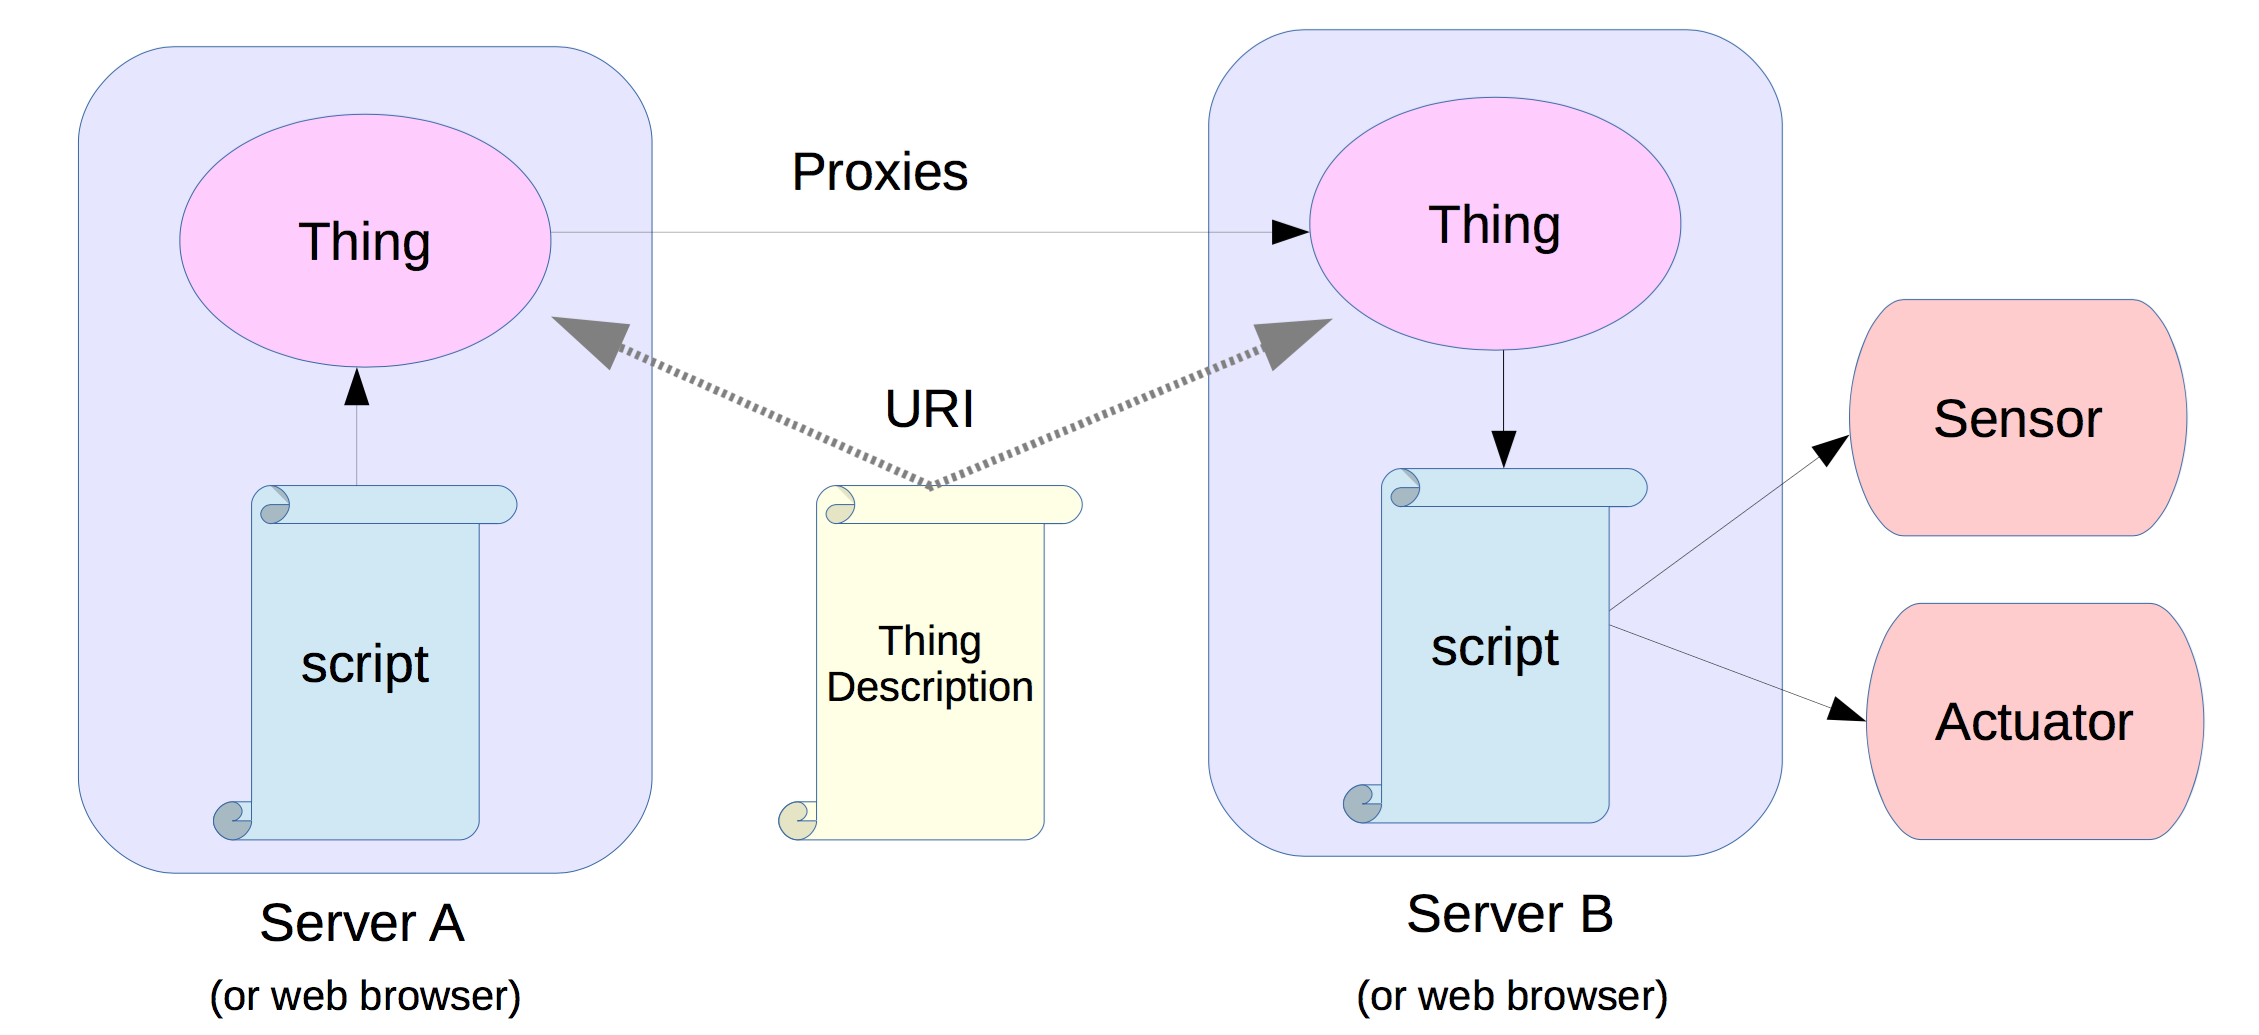 Proxies
Thing
Thing
URI
Sensor
script
Thing
Description
script
Actuator
Server A
(or web browser)
Server B
(or web browser)